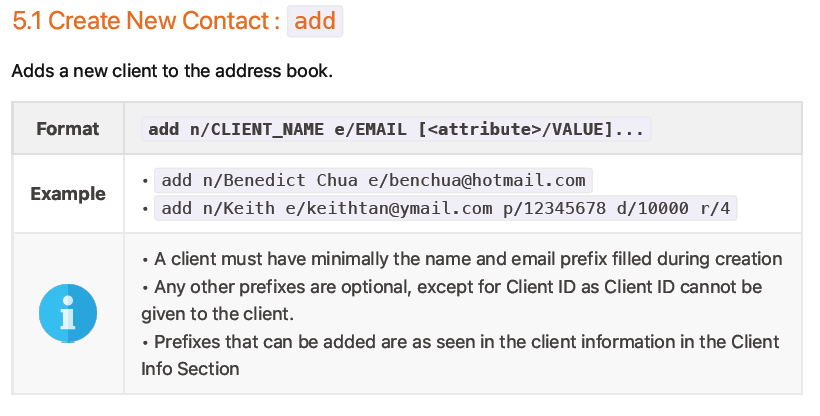 5.1 Create New Contact : add
Adds a new client to the address book.
Format
add n/CLIENT_NAME e/EMAIL [<attribute>/VALUE]...
Example
• add n/Benedict Chua e/benchua@hotmail.com
• add n/Keith e/keithtan@ymail.com p/12345678 d/10000 r/4
• A client must have minimally the name and email prefix filled during creation
• Any other prefixes are optional, except for Client ID as Client ID cannot be
given to the client.
• Prefixes that can be added are as seen in the client information in the Client
Info Section